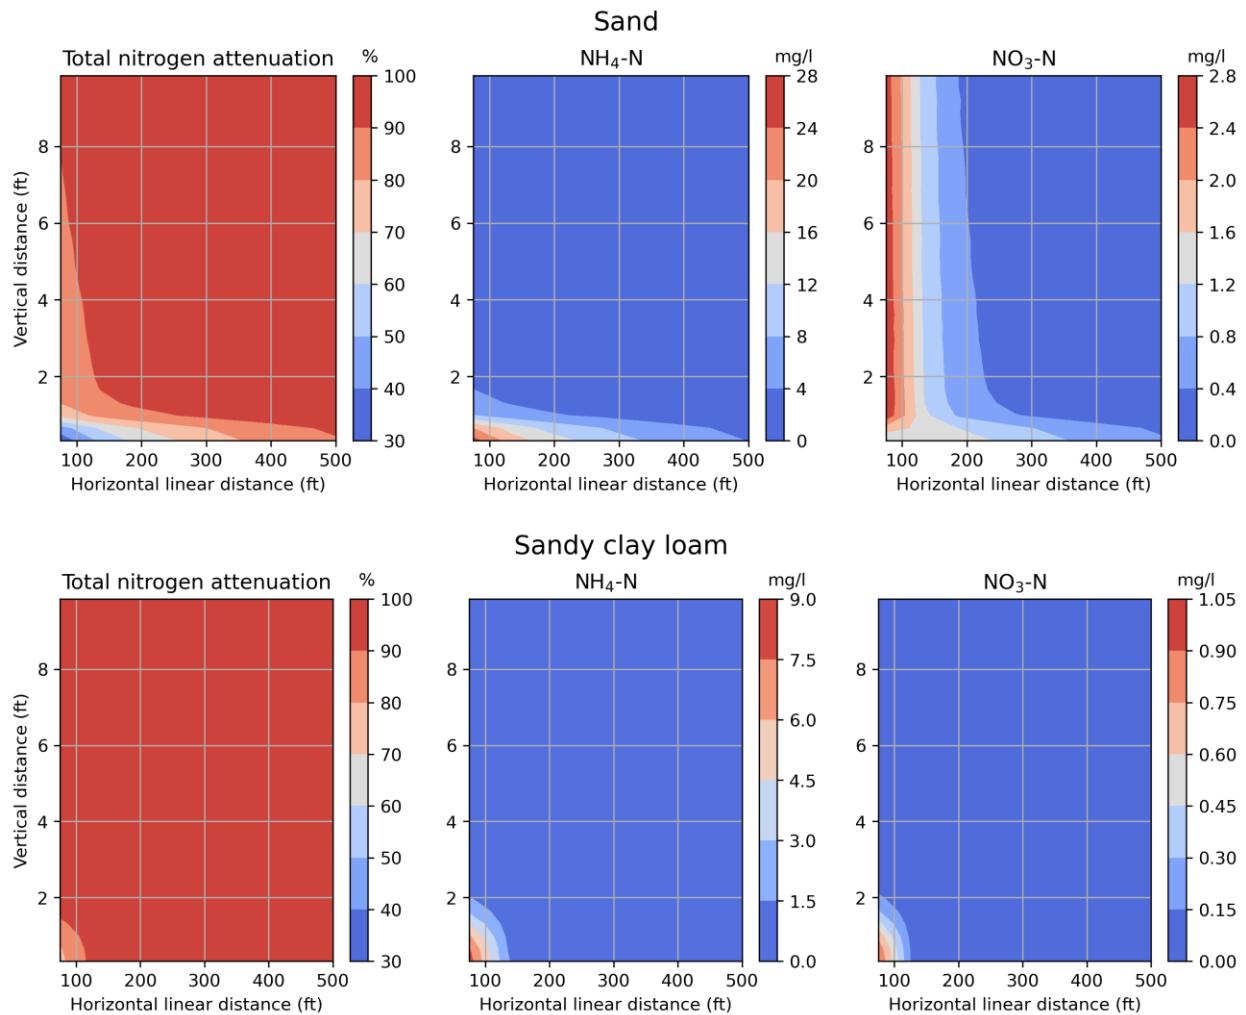 Sand
Total nitrogen attenuation % NH₄-N mg/l NO₃-N mg/l
100 28 2.8
90 24 2.4
8 8 8
80 20 2.0
6 6 6
70 16 1.6
Vertical distance (ft)
60 12 1.2
4 4 4
50 8 0.8
2 2 2
40 4 0.4
30 0 0.0
100 200 300 400 500 100 200 300 400 500 100 200 300 400 500
Horizontal linear distance (ft) Horizontal linear distance (ft) Horizontal linear distance (ft)
Sandy clay loam
Total nitrogen attenuation % NH₄-N mg/l NO₃-N mg/l
100 9.0 1.05
90 7.5 0.90
8 8 8
80 6.0 0.75
6 6 6
70 4.5 0.60
Vertical distance (ft)
60 3.0 0.45
4 4 4
50 1.5 0.30
2 2 2
40 0.15
30 0.0 0.00
100 200 300 400 500 100 200 300 400 500 100 200 300 400 500
Horizontal linear distance (ft) Horizontal linear distance (ft) Horizontal linear distance (ft)